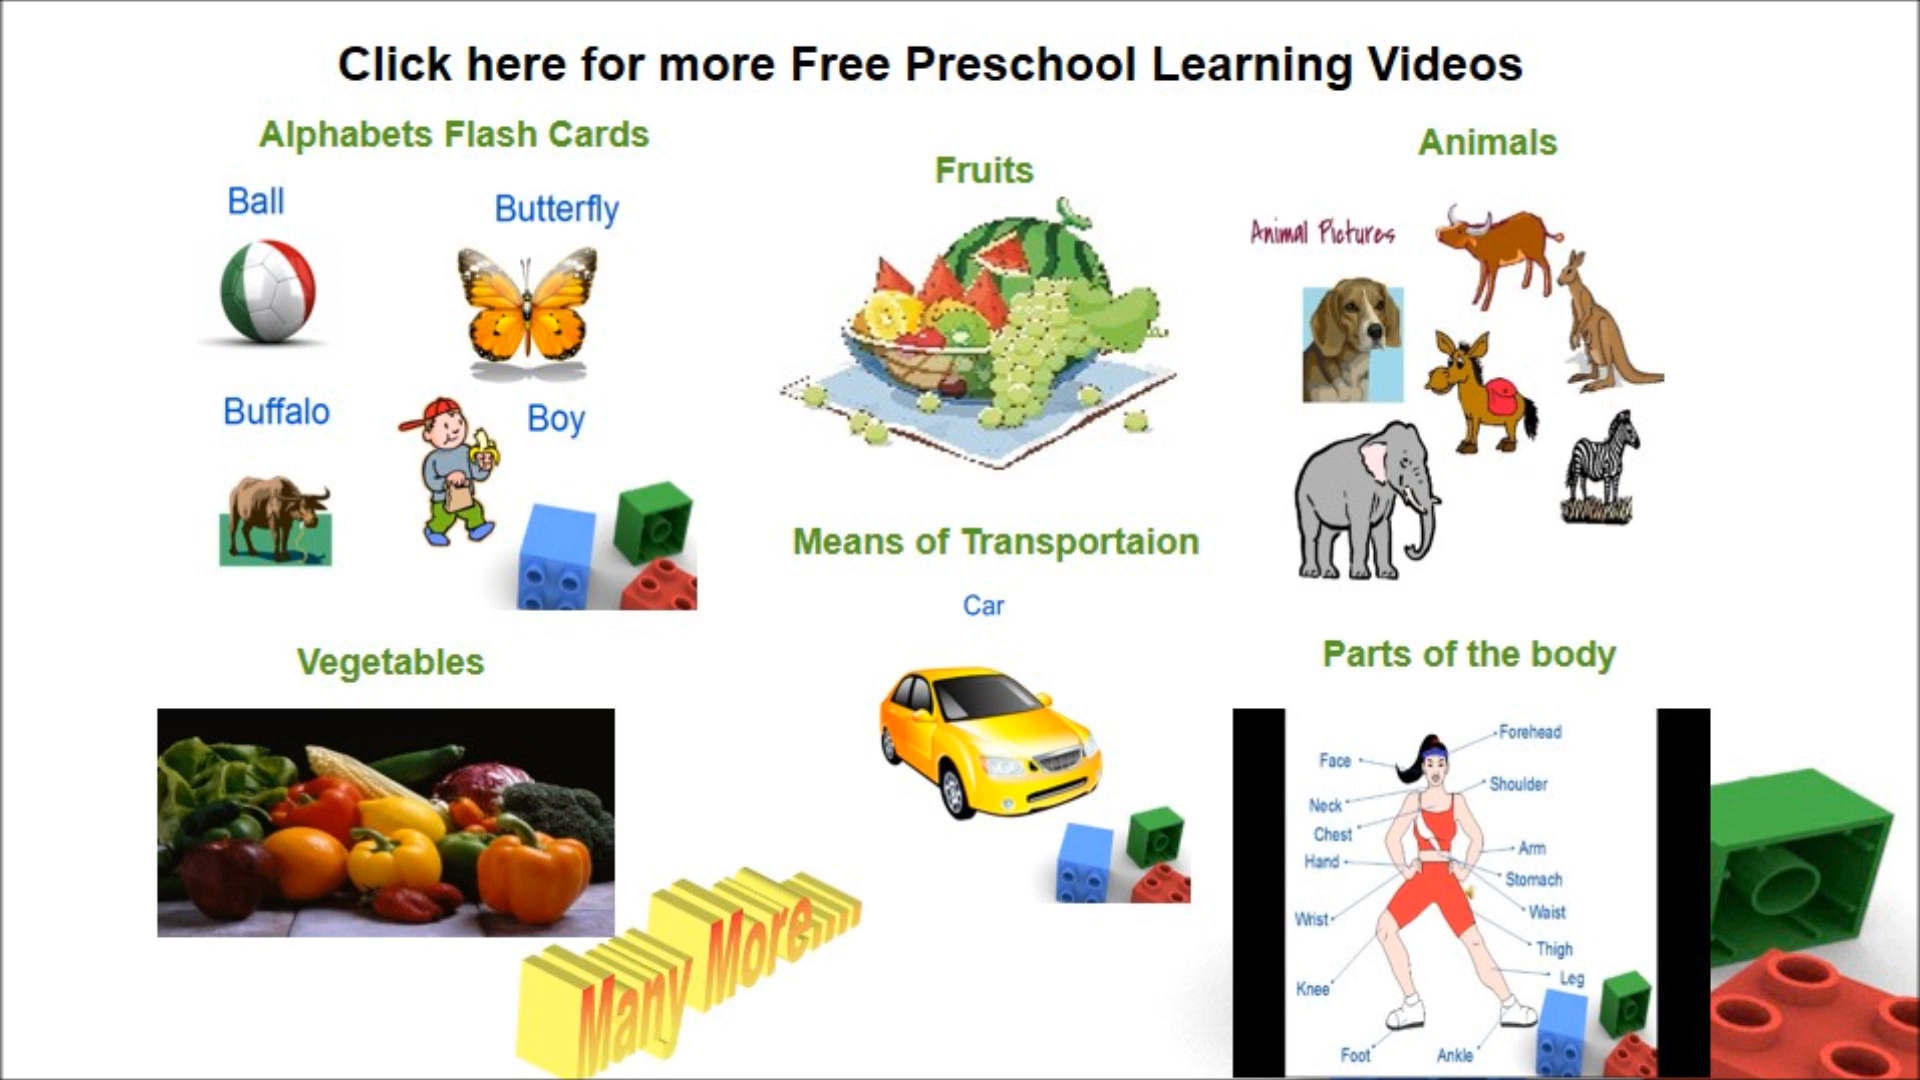 Click here for more Free Preschool Learning Videos
Alphabets Flash Cards
Ball
Butterfly
Buffalo
Boy
Fruits
Animals
Animal Pictures
Means of Transportaion
Car
Vegetables
Many More...
Parts of the body
Forehead
Face
Shoulder
Neck
Chest
Arm
Hand
Stomach
Waist
Wrist
Thigh
Leg
Knee
Foot
Ankle